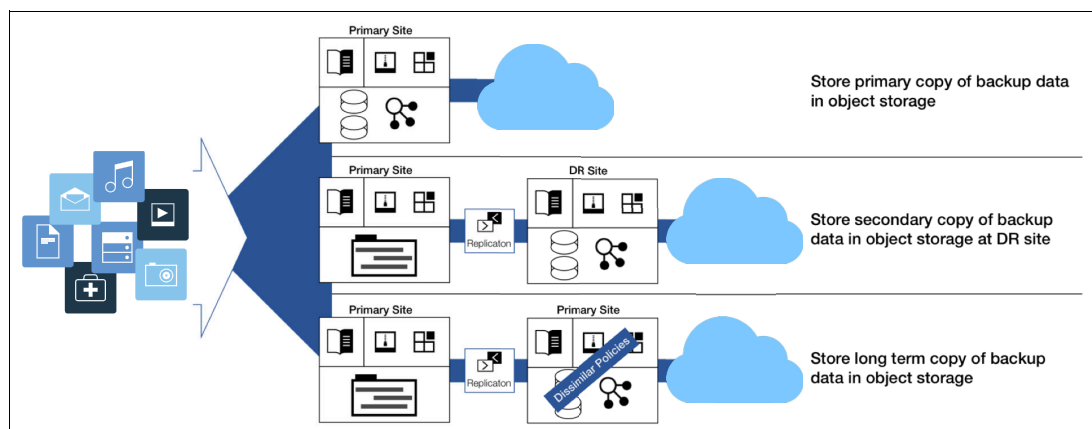 Primary Site
Store primary copy of backup data
in object storage
Primary Site
DR Site
Replicaton
Store secondary copy of backup
data in object storage at DR site
Primary Site
Primary Site
Replicaton
Dissimilar Policies
Store long term copy of backup
data in object storage